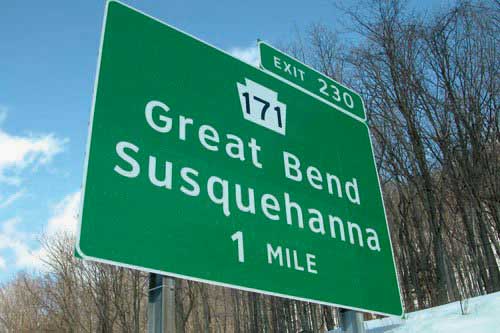 EXIT 230
171
Great Bend
Susquehanna
1 MILE